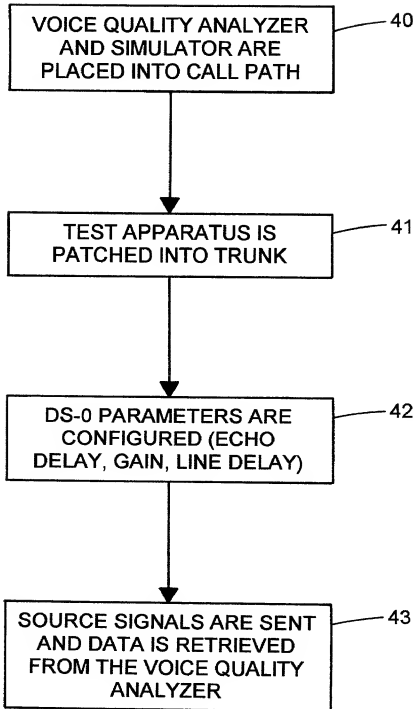 VOICE QUALITY ANALYZER
AND SIMULATOR ARE
PLACED INTO CALL PATH
40
TEST APPARATUS IS
PATCHED INTO TRUNK
41
DS-0 PARAMETERS ARE
CONFIGURED (ECHO
DELAY, GAIN, LINE DELAY)
42
SOURCE SIGNALS ARE SENT
AND DATA IS RETRIEVED
FROM THE VOICE QUALITY
ANALYZER
43